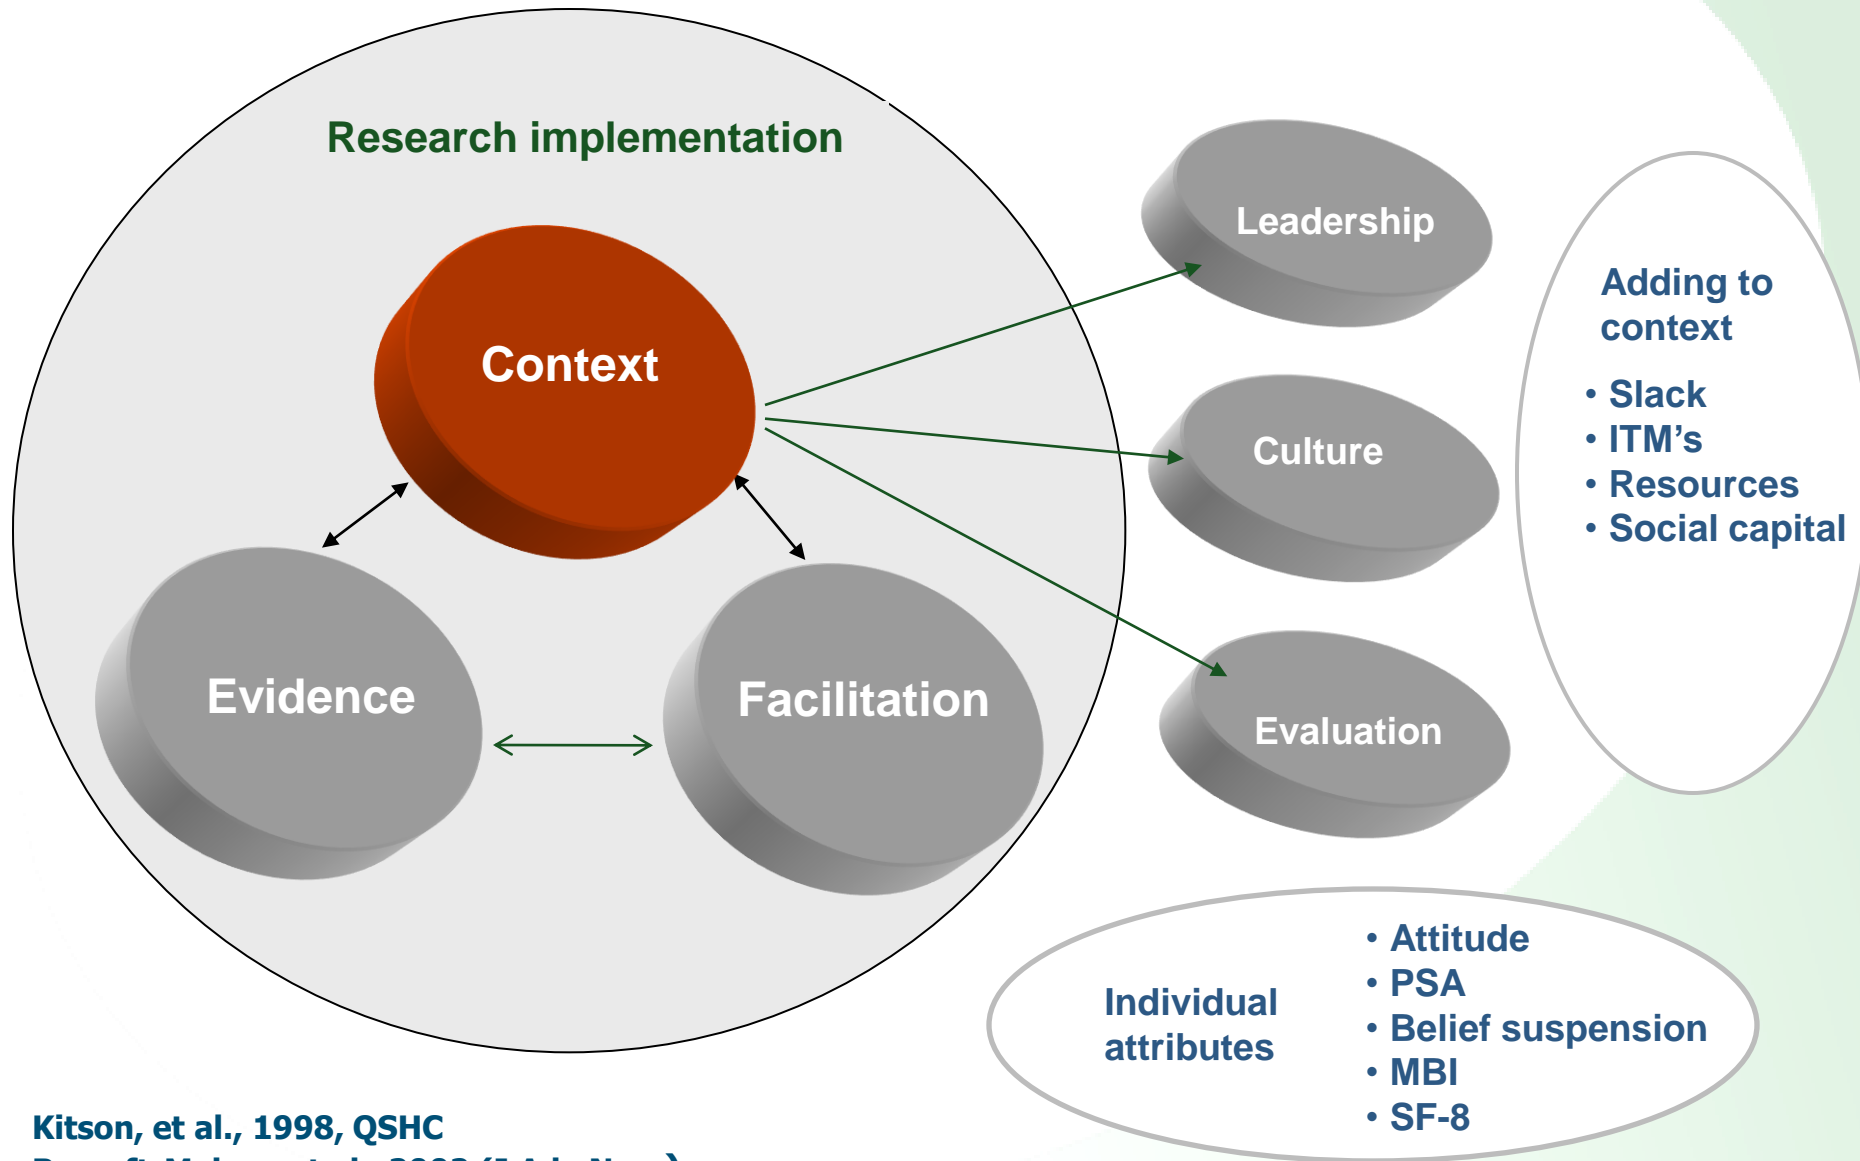 Research implementation
Context
Evidence
Facilitation
Leadership
Culture
Evaluation
Adding to
context
• Slack
• ITM’s
• Resources
• Social capital
Individual
attributes
• Attitude
• PSA
• Belief suspension
• MBI
• SF-8
Kitson, et al., 1998, QSHC